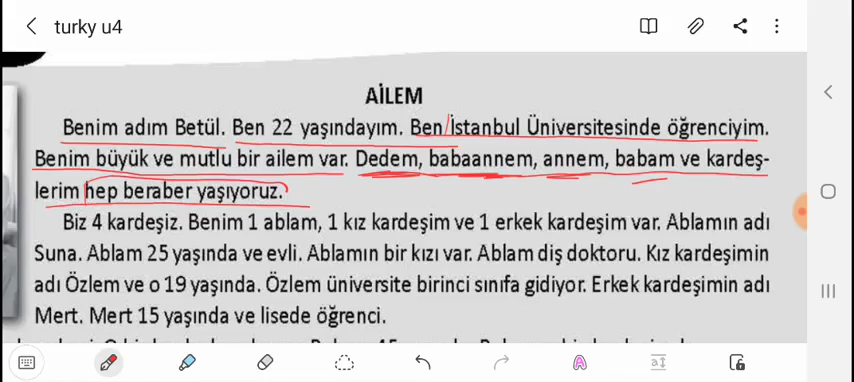 turky u4
AİLEM
Benim adım Betül. Ben 22 yaşındayım. Ben İstanbul Üniversitesinde öğrenciyim.
Benim büyük ve mutlu bir ailem var. Dedem, babaannem, annem, babam ve kardeş-
lerim hep beraber yaşıyoruz.
Biz 4 kardeşiz. Benim 1 ablam, 1 kız kardeşim ve 1 erkek kardeşim var. Ablamın adı
Suna. Ablam 25 yaşında ve evli. Ablamın bir kızı var. Ablam diş doktoru. Kız kardeşimin
adı Özlem ve o 19 yaşında. Özlem üniversite birinci sınıfa gidiyor. Erkek kardeşimin adı
Mert. Mert 15 yaşında ve lisede öğrenci.